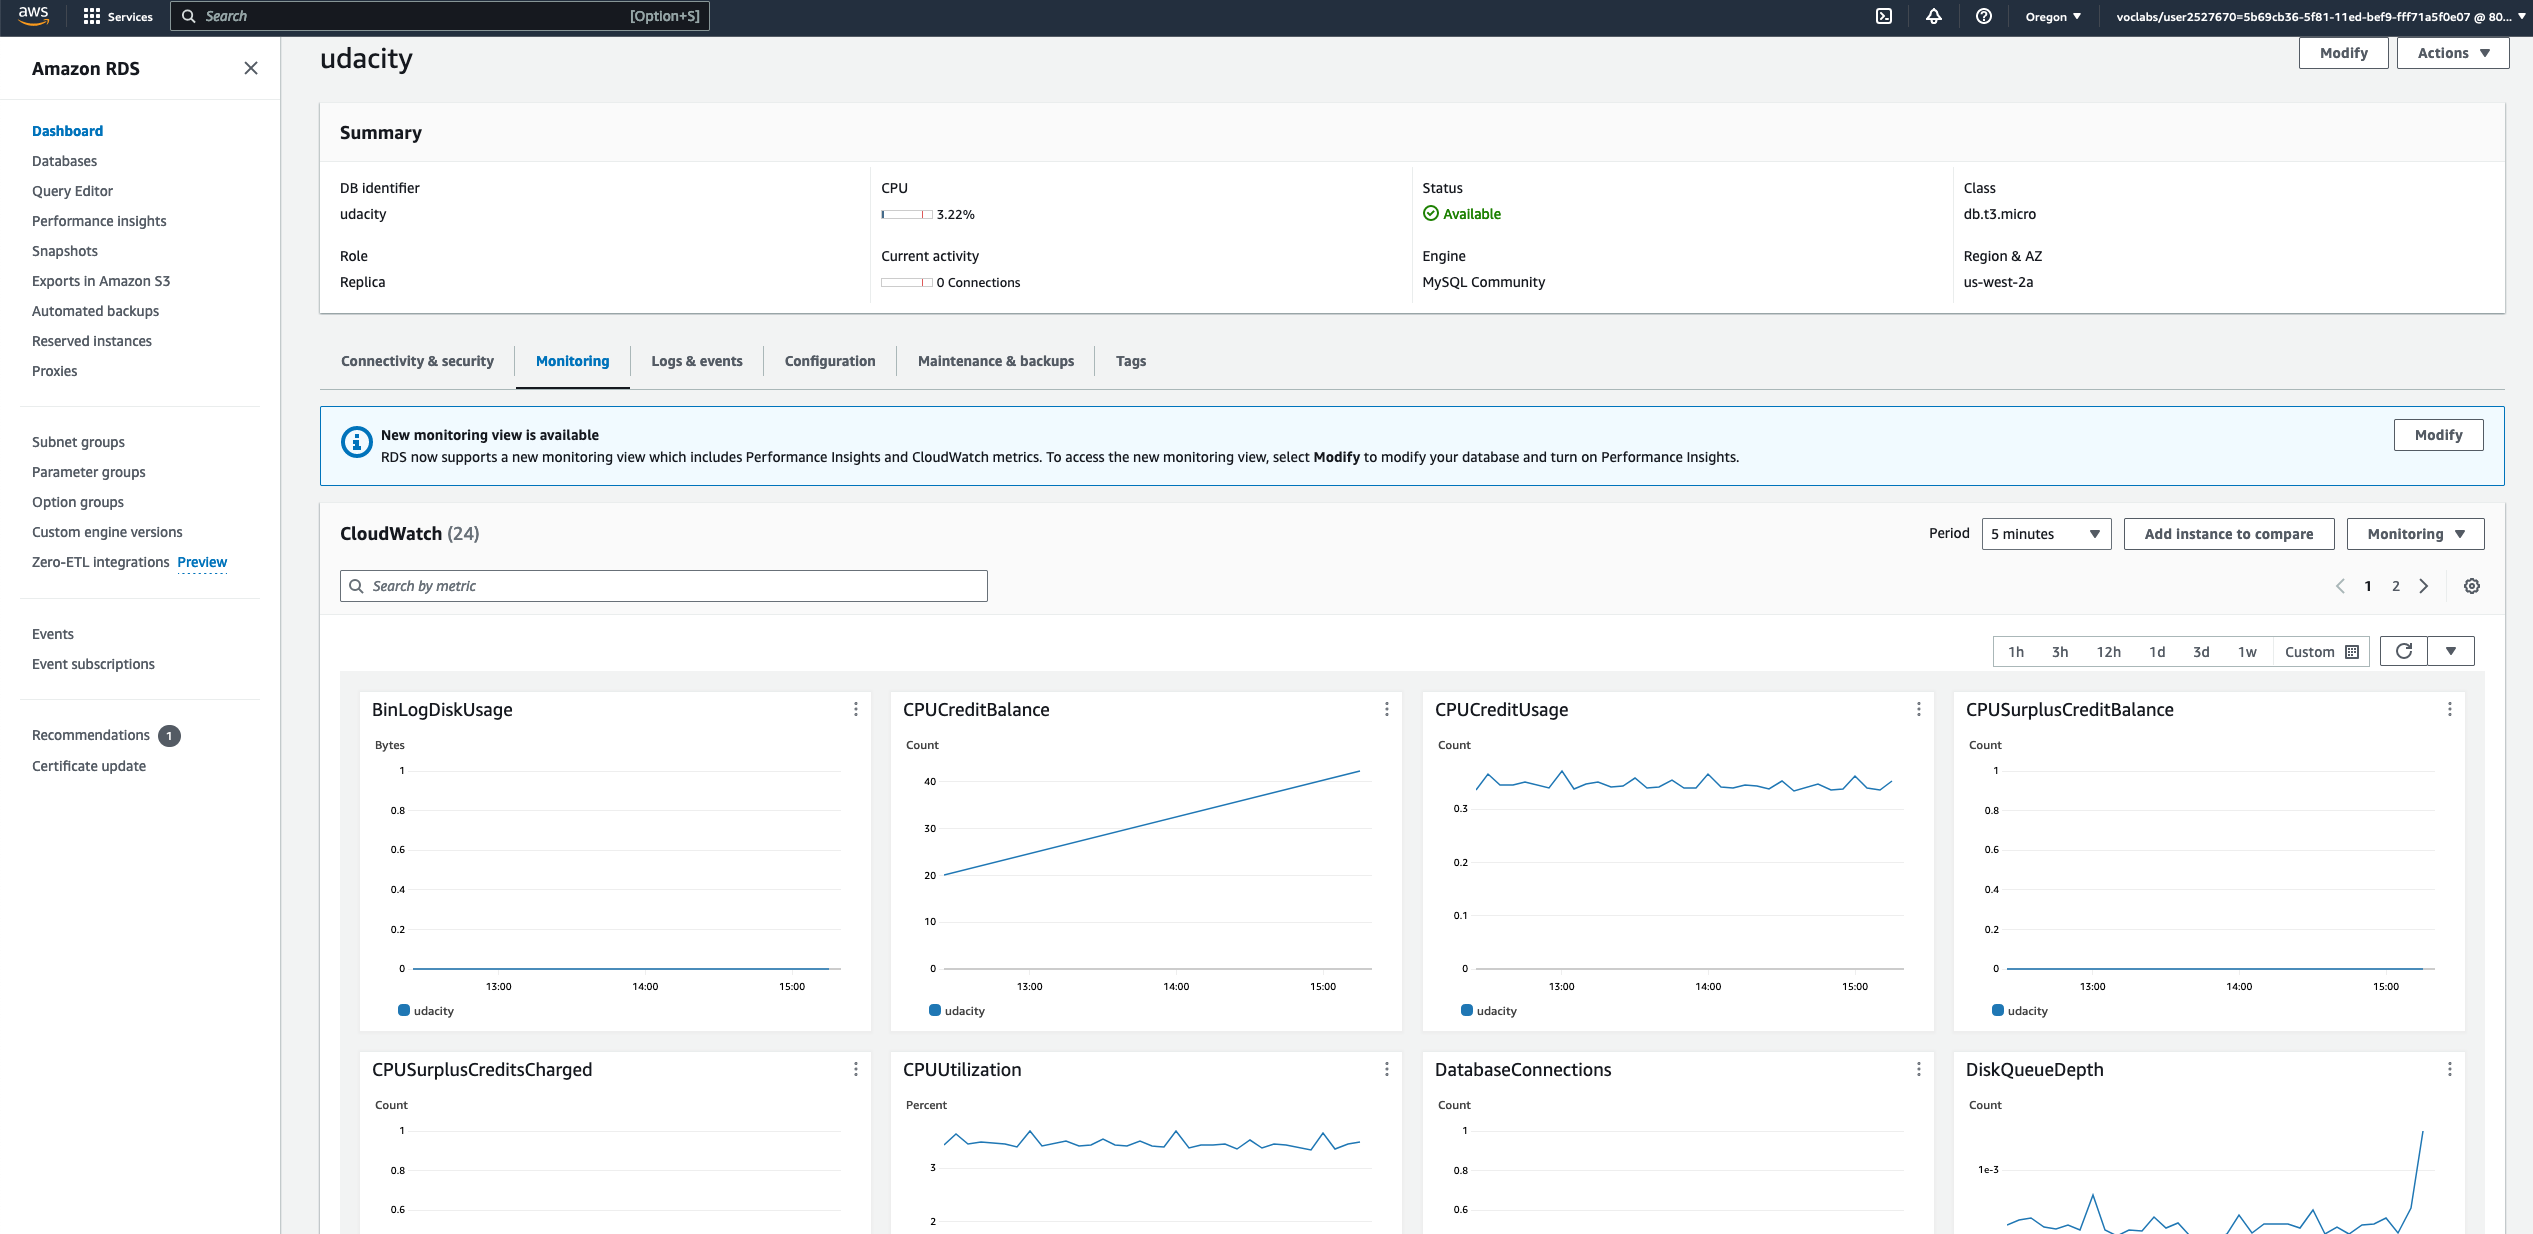 aws
Services
Search
[Option+S]
Oregon
voclabs/user2527670=5b69cb36-5f81-11ed-bef9-fff71a5f0e07 @ 80...
Amazon RDS
Dashboard
Databases
Query Editor
Performance insights
Snapshots
Exports in Amazon S3
Automated backups
Reserved instances
Proxies
Subnet groups
Parameter groups
Option groups
Custom engine versions
Zero-ETL integrations Preview
Events
Event subscriptions
Recommendations 1
Certificate update
udacity
Modify
Actions
Summary
DB identifier
udacity
CPU
3.22%
Status
Available
Class
db.t3.micro
Role
Replica
Current activity
0 Connections
Engine
MySQL Community
Region & AZ
us-west-2a
Connectivity & security
Monitoring
Logs & events
Configuration
Maintenance & backups
Tags
New monitoring view is available
RDS now supports a new monitoring view which includes Performance Insights and CloudWatch metrics. To access the new monitoring view, select Modify to modify your database and turn on Performance Insights.
Modify
CloudWatch (24)
Period
5 minutes
Add instance to compare
Monitoring
Search by metric
1
2
1h
3h
12h
1d
3d
1w
Custom
BinLogDiskUsage
Bytes
1
0.8
0.6
0.4
0.2
0
13:00
14:00
15:00
udacity
CPUCreditBalance
Count
40
30
20
10
0
13:00
14:00
15:00
udacity
CPUCreditUsage
Count
0.3
0.2
0.1
0
13:00
14:00
15:00
udacity
CPUSurplusCreditBalance
Count
1
0.8
0.6
0.4
0.2
0
13:00
14:00
15:00
udacity
CPUSurplusCreditsCharged
Count
1
0.8
0.6
CPUUtilization
Percent
3
2
DatabaseConnections
Count
1
0.8
0.6
DiskQueueDepth
Count
1e-3